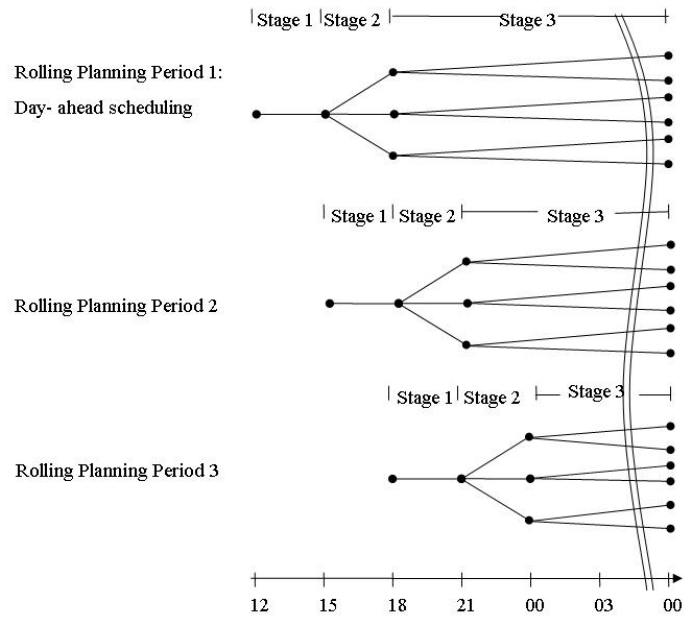 Stage 1 Stage 2 Stage 3
Rolling Planning Period 1:
Day- ahead scheduling
Stage 1 Stage 2 Stage 3
Rolling Planning Period 2
Stage 1 Stage 2 Stage 3
Rolling Planning Period 3
12 15 18 21 00 03 00